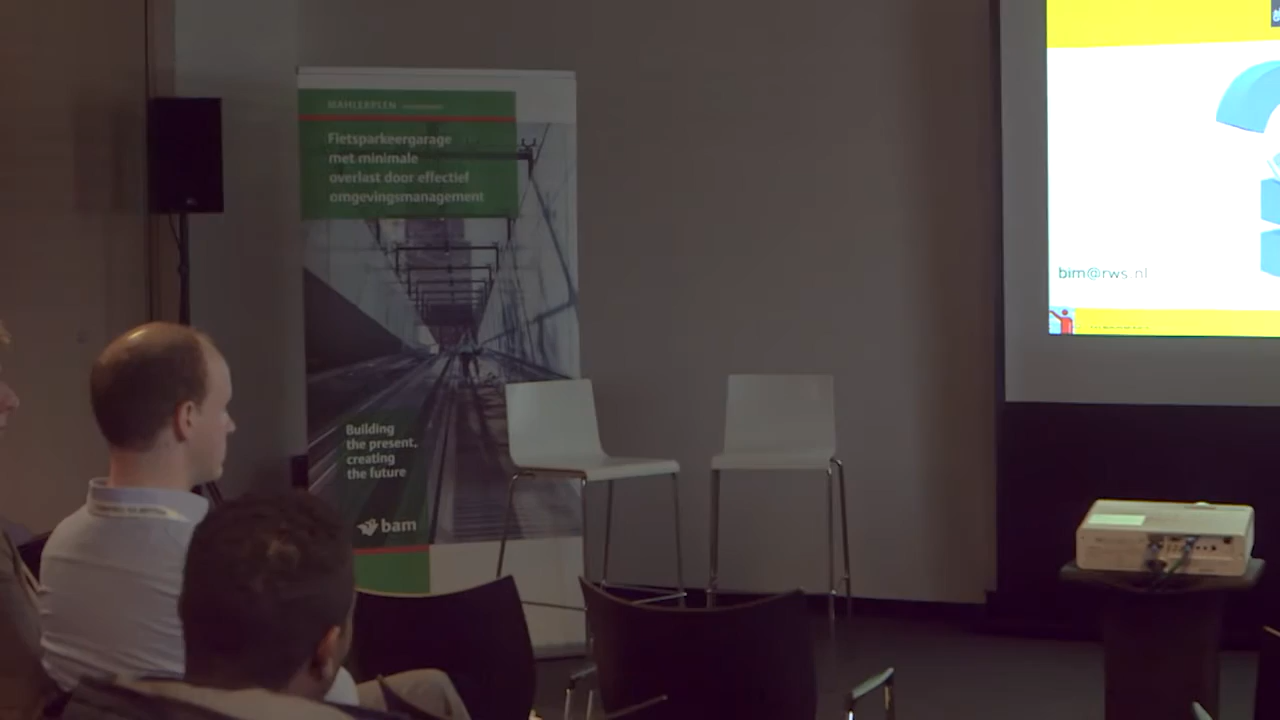 MAHLERPLEIN
Fietsparkeergarage
met minimale
overlast door effectief
omgevingsmanagement
Building
the present,
creating
the future
bam
bim@rws.nl